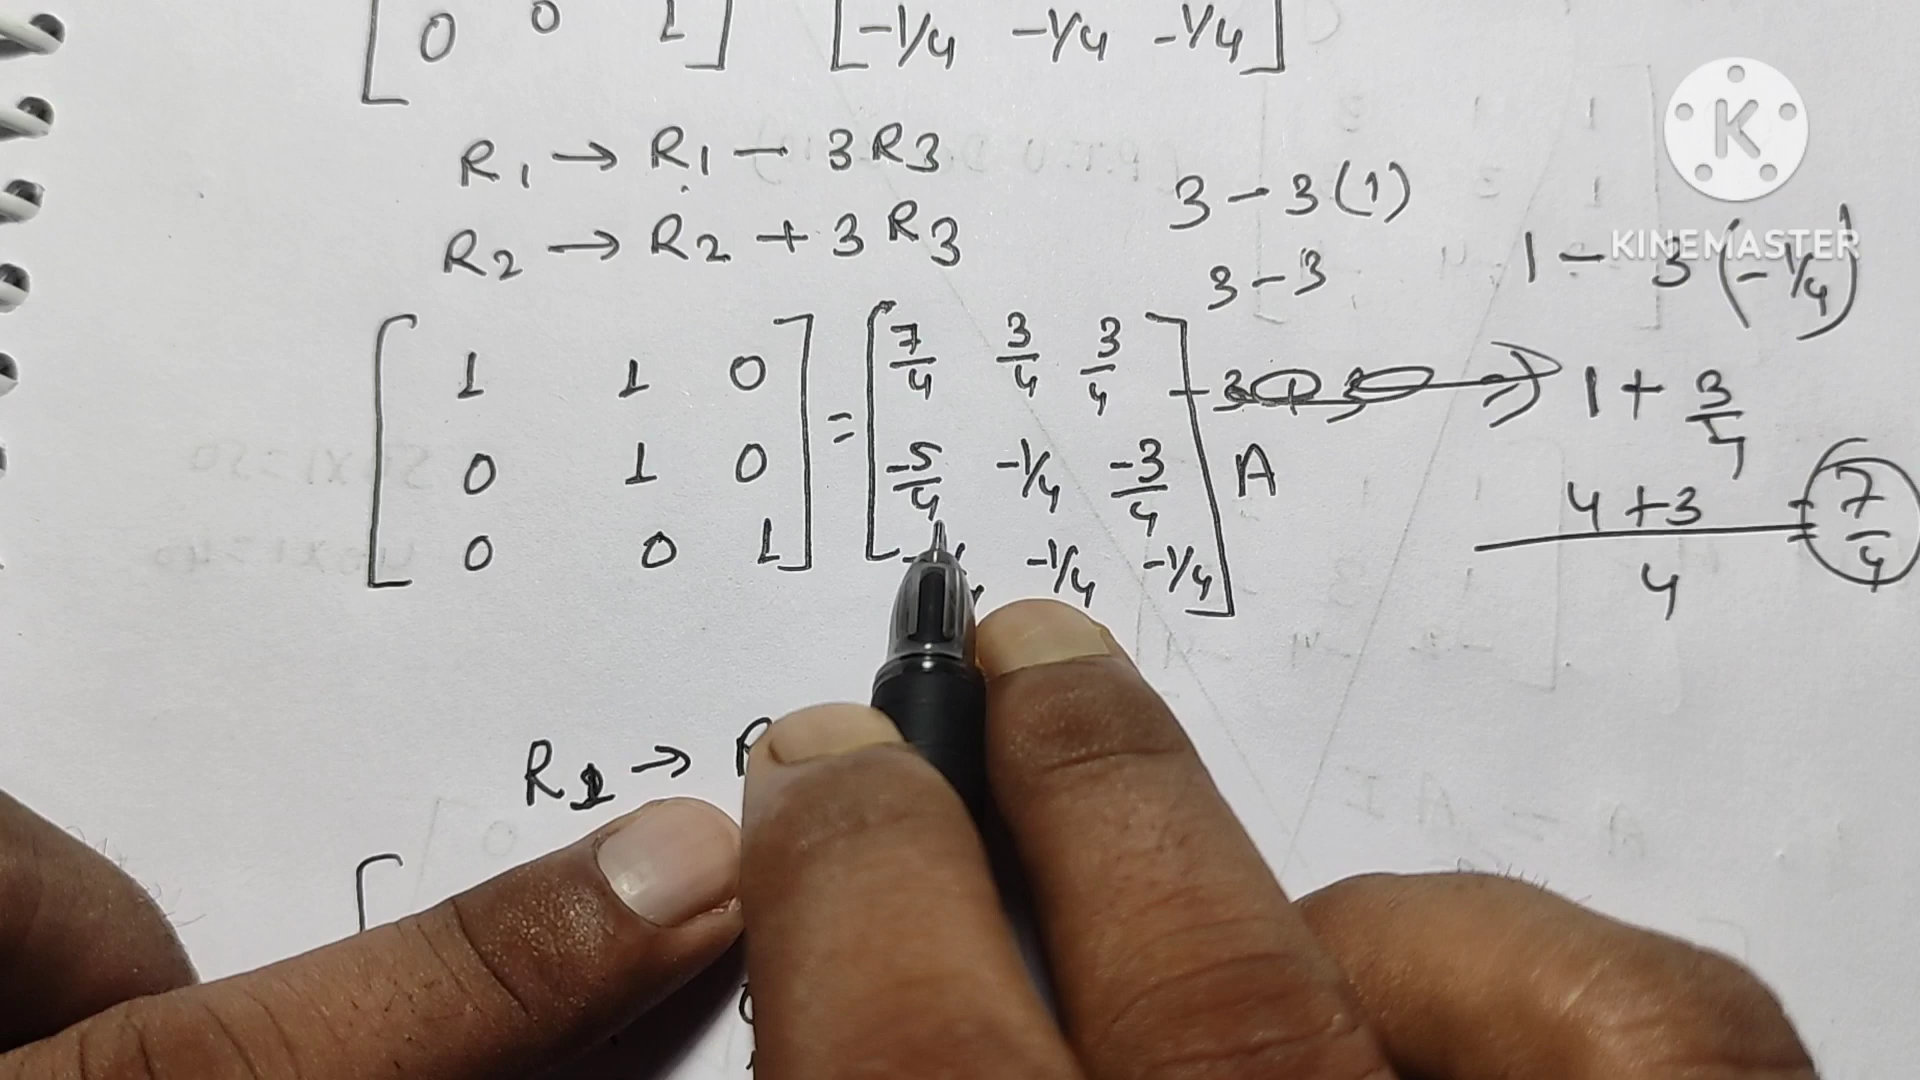 0 0 1 -1/4 -1/4 -1/4
R1 → R1 - 3R3
R2 → R2 + 3R3
3 - 3(1)
3 - 3
1 - 3(-1/4)
1 + 3/4
4 + 3 / 4 = 7/4
KINEMASTER
1 1 0 = 7/4 3/4 3/4
0 1 0 -5/4 -1/4 -3/4 A
0 0 1 -1/4 -1/4
R1 →